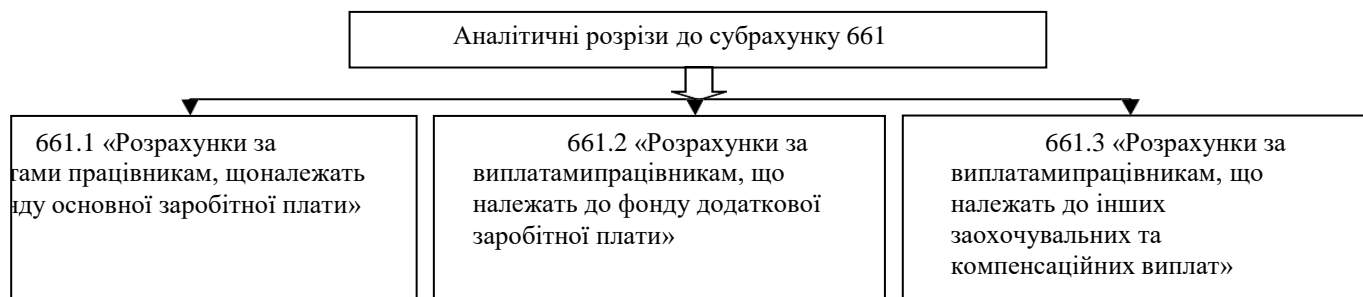 Аналітичні розрізи до субрахунку 661
661.1 «Розрахунки за
тами працівникам, щоналежать
нду основної заробітної плати»
661.2 «Розрахунки за
виплатамипрацівникам, що
належать до фонду додаткової
заробітної плати»
661.3 «Розрахунки за
виплатамипрацівникам, що
належать до інших
заохочувальних та
компенсаційних виплат»